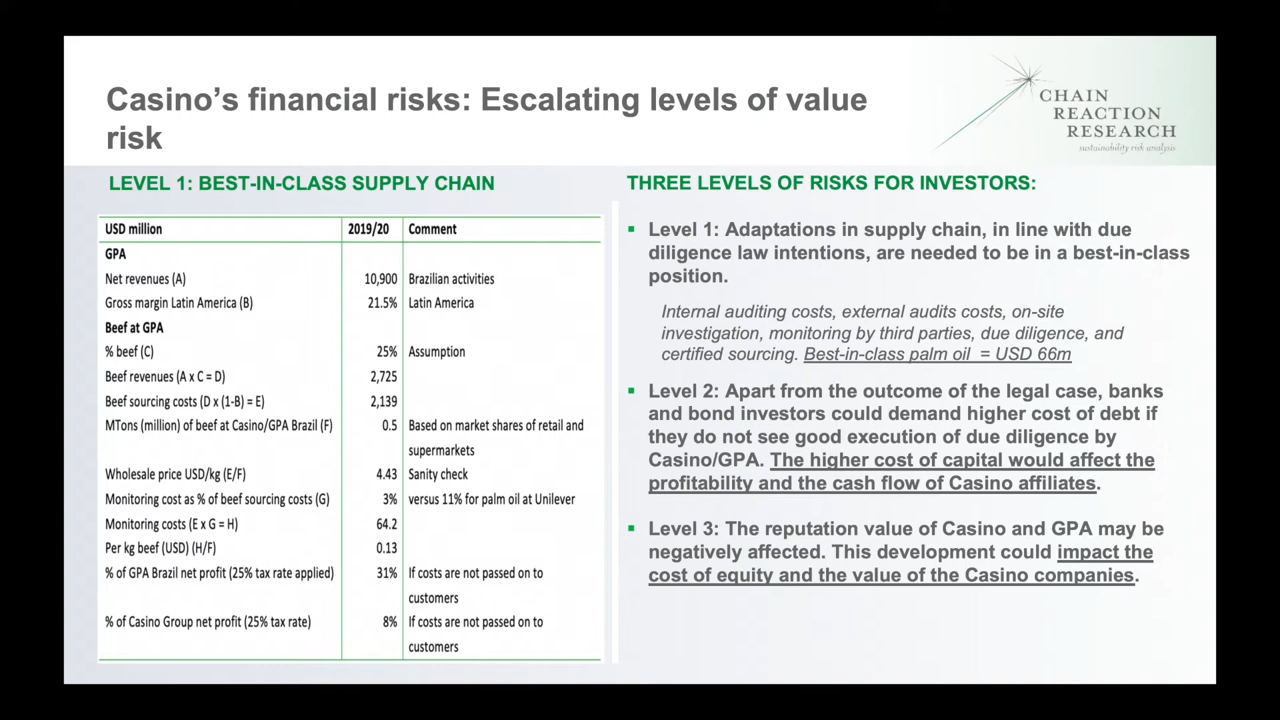 Casino's financial risks: Escalating levels of value
risk
CHAIN
REACTION
RESEARCH
sustainability risk analysis
LEVEL 1: BEST-IN-CLASS SUPPLY CHAIN
USD million 2019/20 Comment
GPA
Net revenues (A) 10,900 Brazilian activities
Gross margin Latin America (B) 21.5% Latin America
Beef at GPA
% beef (C) 25% Assumption
Beef revenues (A x C = D) 2,725
Beef sourcing costs (D x (1-B) = E) 2,139
MTons (million) of beef at Casino/GPA Brazil (F) 0.5 Based on market shares of retail and
supermarkets
Wholesale price USD/kg (E/F) 4.43 Sanity check
Monitoring cost as % of beef sourcing costs (G) 3% versus 11% for palm oil at Unilever
Monitoring costs (E x G = H) 64.2
Per kg beef (USD) (H/F) 0.13
% of GPA Brazil net profit (25% tax rate applied) 31% If costs are not passed on to
customers
% of Casino Group net profit (25% tax rate) 8% If costs are not passed on to
customers
THREE LEVELS OF RISKS FOR INVESTORS:
▪ Level 1: Adaptations in supply chain, in line with due
diligence law intentions, are needed to be in a best-in-class
position.
Internal auditing costs, external audits costs, on-site
investigation, monitoring by third parties, due diligence, and
certified sourcing. Best-in-class palm oil = USD 66m
▪ Level 2: Apart from the outcome of the legal case, banks
and bond investors could demand higher cost of debt if
they do not see good execution of due diligence by
Casino/GPA. The higher cost of capital would affect the
profitability and the cash flow of Casino affiliates.
▪ Level 3: The reputation value of Casino and GPA may be
negatively affected. This development could impact the
cost of equity and the value of the Casino companies.